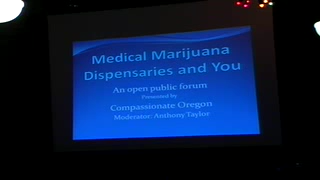 Medical Marijuana
Dispensaries and You
An open public forum
Presented by
Compassionate Oregon
Moderator: Anthony Taylor